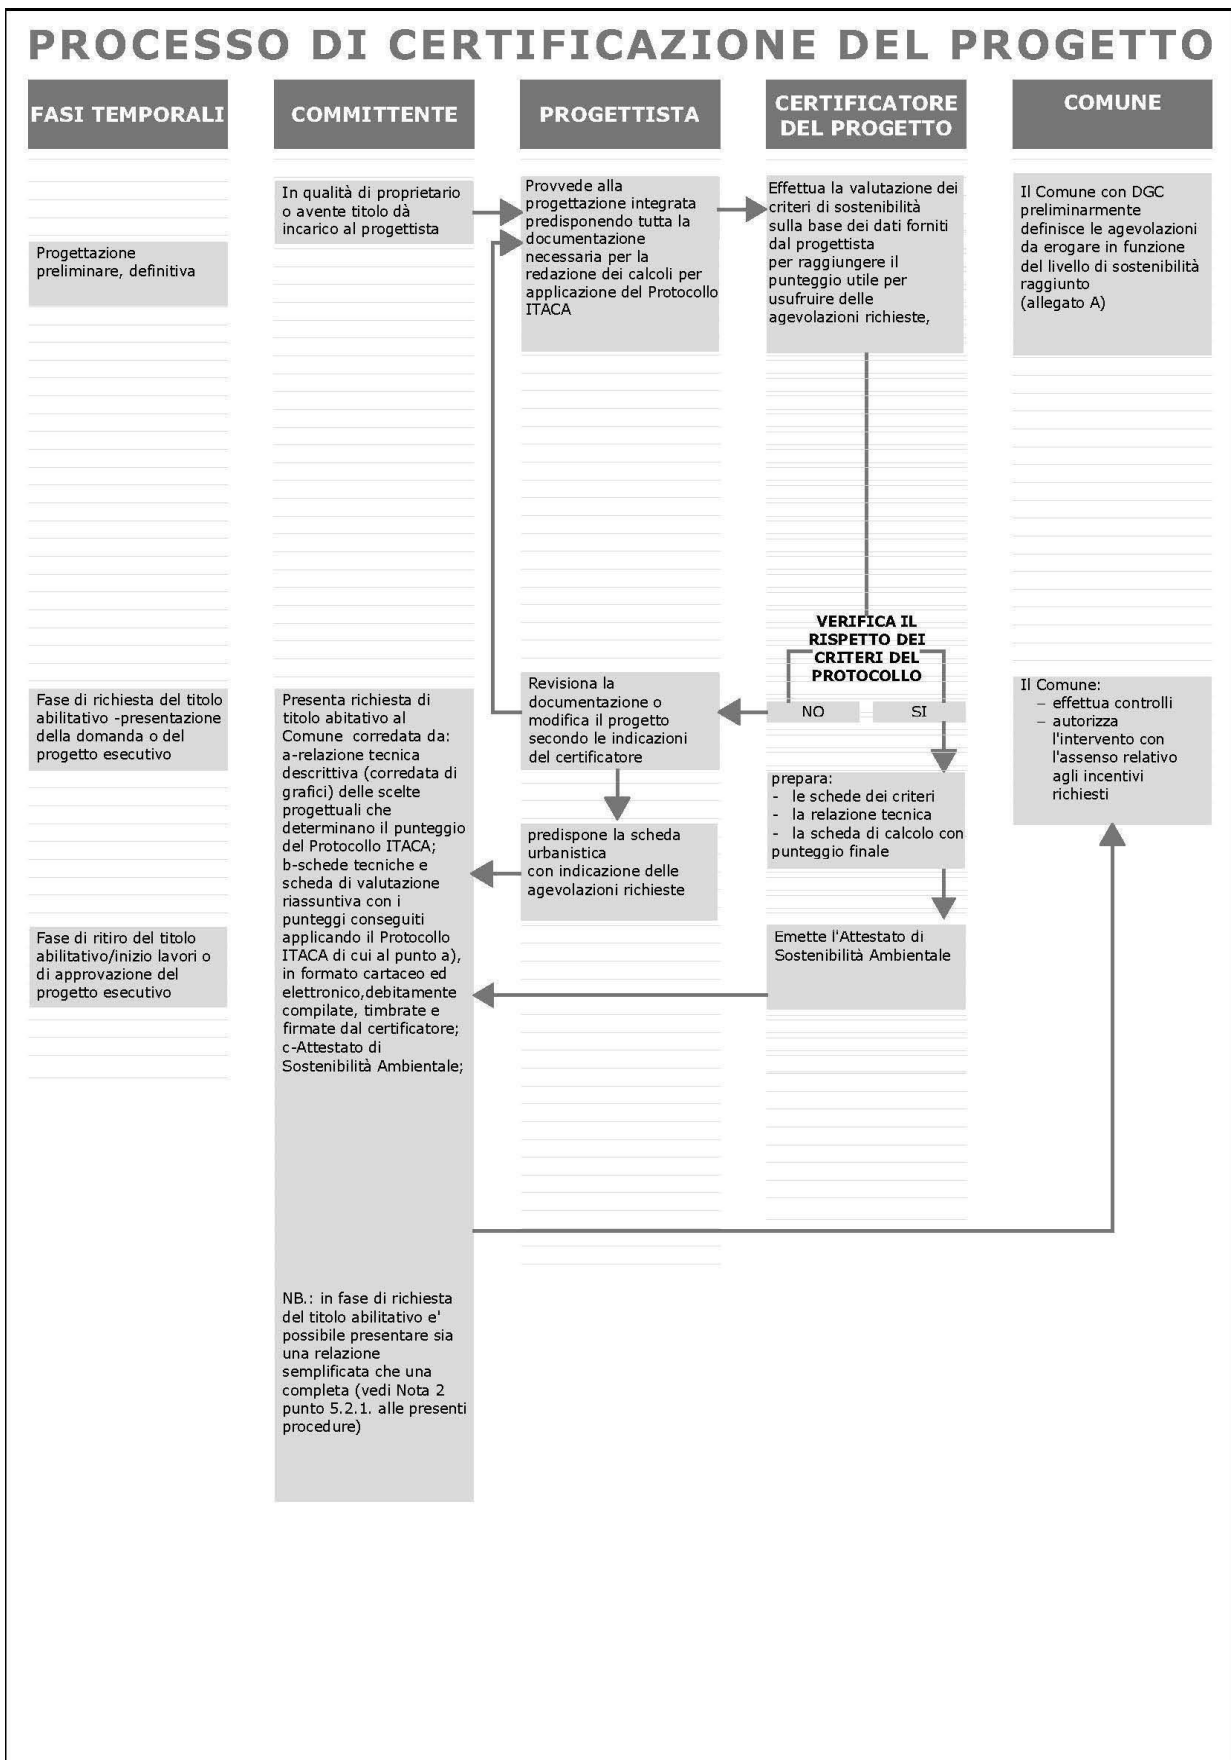 PROCESSO DI CERTIFICAZIONE DEL PROGETTO
FASI TEMPORALI
COMMITTENTE
PROGETTISTA
CERTIFICATORE
DEL PROGETTO
COMUNE
Progettazione
preliminare, definitiva
In qualità di proprietario
o avente titolo dà
incarico al progettista
Provvede alla
progettazione integrata
predisponendo tutta la
documentazione
necessaria per la
redazione dei calcoli per
applicazione del Protocollo
ITACA
Effettua la valutazione dei
criteri di sostenibilità
sulla base dei dati forniti
dal progettista
per raggiungere il
punteggio utile per
usufruire delle
agevolazioni richieste,
Il Comune con DGC
preliminarmente
definisce le agevolazioni
da erogare in funzione
del livello di sostenibilità
raggiunto
(allegato A)
VERIFICA IL
RISPETTO DEI
CRITERI DEL
PROTOCOLLO
NO
SI
Fase di richiesta del titolo
abilitativo -presentazione
della domanda o del
progetto esecutivo
Presenta richiesta di
titolo abitativo al
Comune corredata da:
a-relazione tecnica
descrittiva (corredata di
grafici) delle scelte
progettuali che
determinano il punteggio
del Protocollo ITACA;
b-schede tecniche e
scheda di valutazione
riassuntiva con i
punteggi conseguiti
applicando il Protocollo
ITACA di cui al punto a),
in formato cartaceo ed
elettronico,debitamente
compilate, timbrate e
firmate dal certificatore;
c-Attestato di
Sostenibilità Ambientale;
Revisiona la
documentazione o
modifica il progetto
secondo le indicazioni
del certificatore
predispone la scheda
urbanistica
con indicazione delle
agevolazioni richieste
prepara:
- le schede dei criteri
- la relazione tecnica
- la scheda di calcolo con
punteggio finale
Emette l'Attestato di
Sostenibilità Ambientale
Il Comune:
– effettua controlli
– autorizza
l'intervento con
l'assenso relativo
agli incentivi
richiesti
Fase di ritiro del titolo
abilitativo/inizio lavori o
di approvazione del
progetto esecutivo
NB.: in fase di richiesta
del titolo abilitativo e'
possibile presentare sia
una relazione
semplificata che una
completa (vedi Nota 2
punto 5.2.1. alle presenti
procedure)